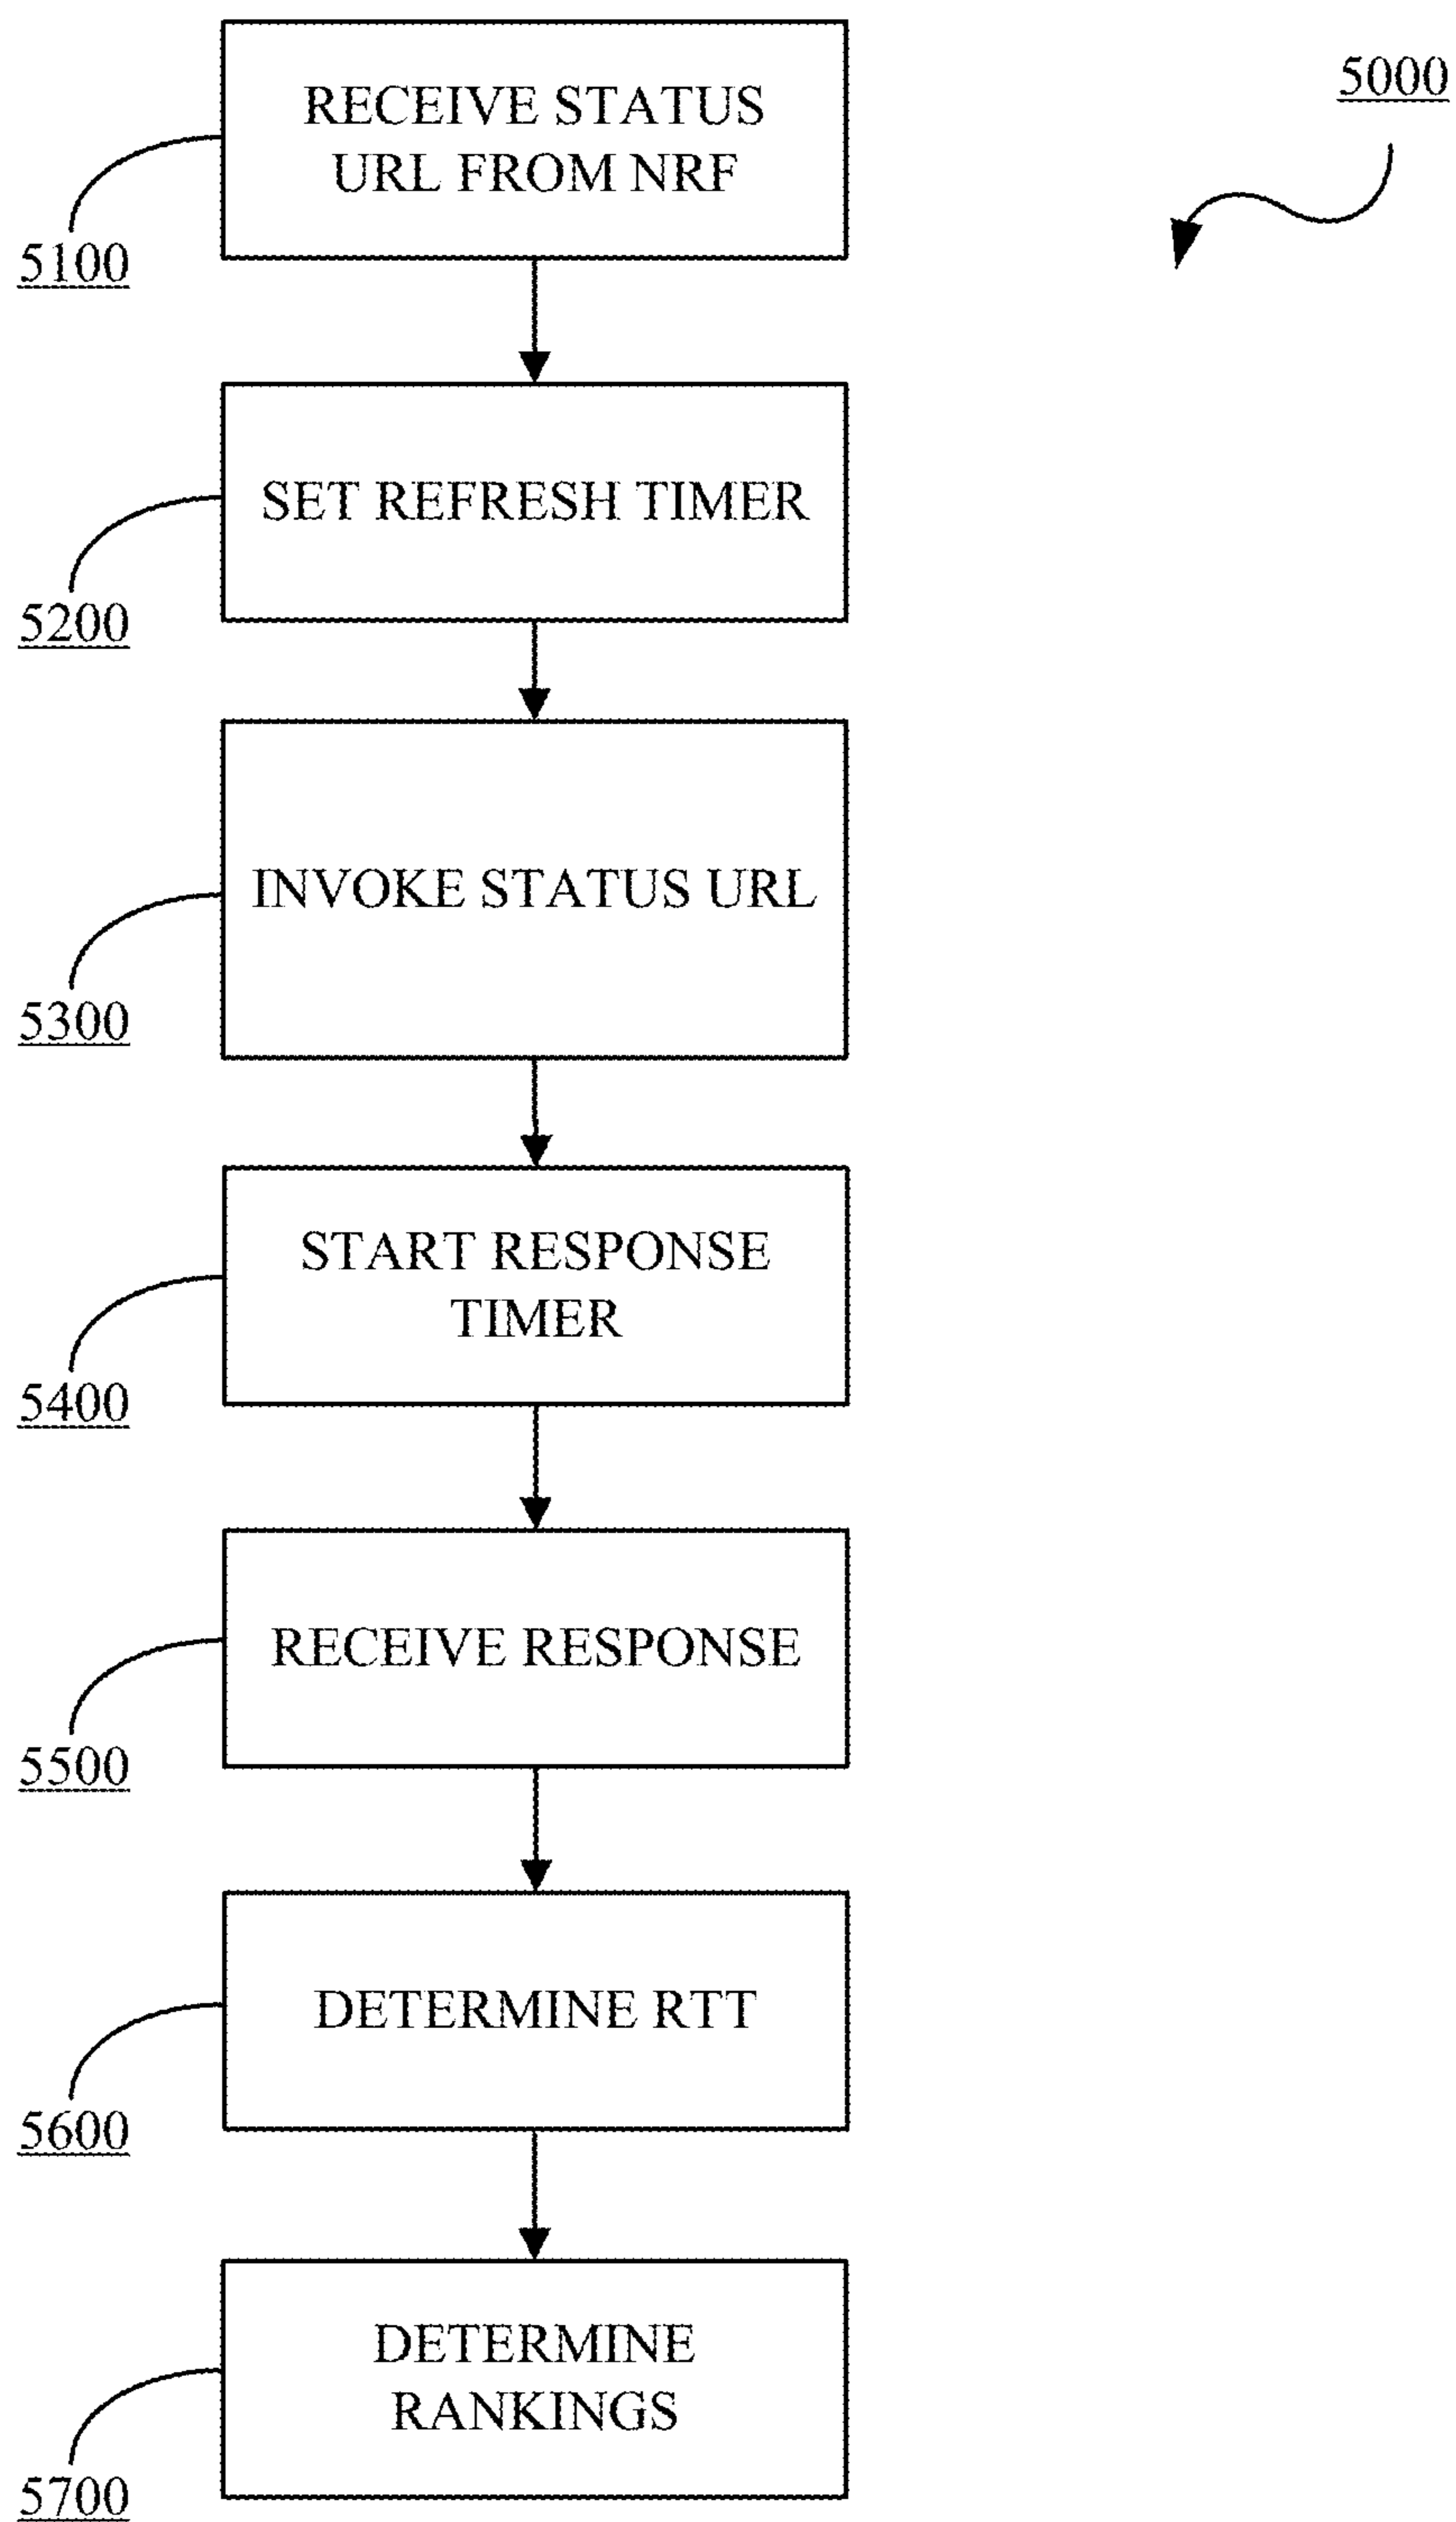 5000
RECEIVE STATUS
URL FROM NRF
5100
SET REFRESH TIMER
5200
INVOKE STATUS URL
5300
START RESPONSE
TIMER
5400
RECEIVE RESPONSE
5500
DETERMINE RTT
5600
DETERMINE
RANKINGS
5700